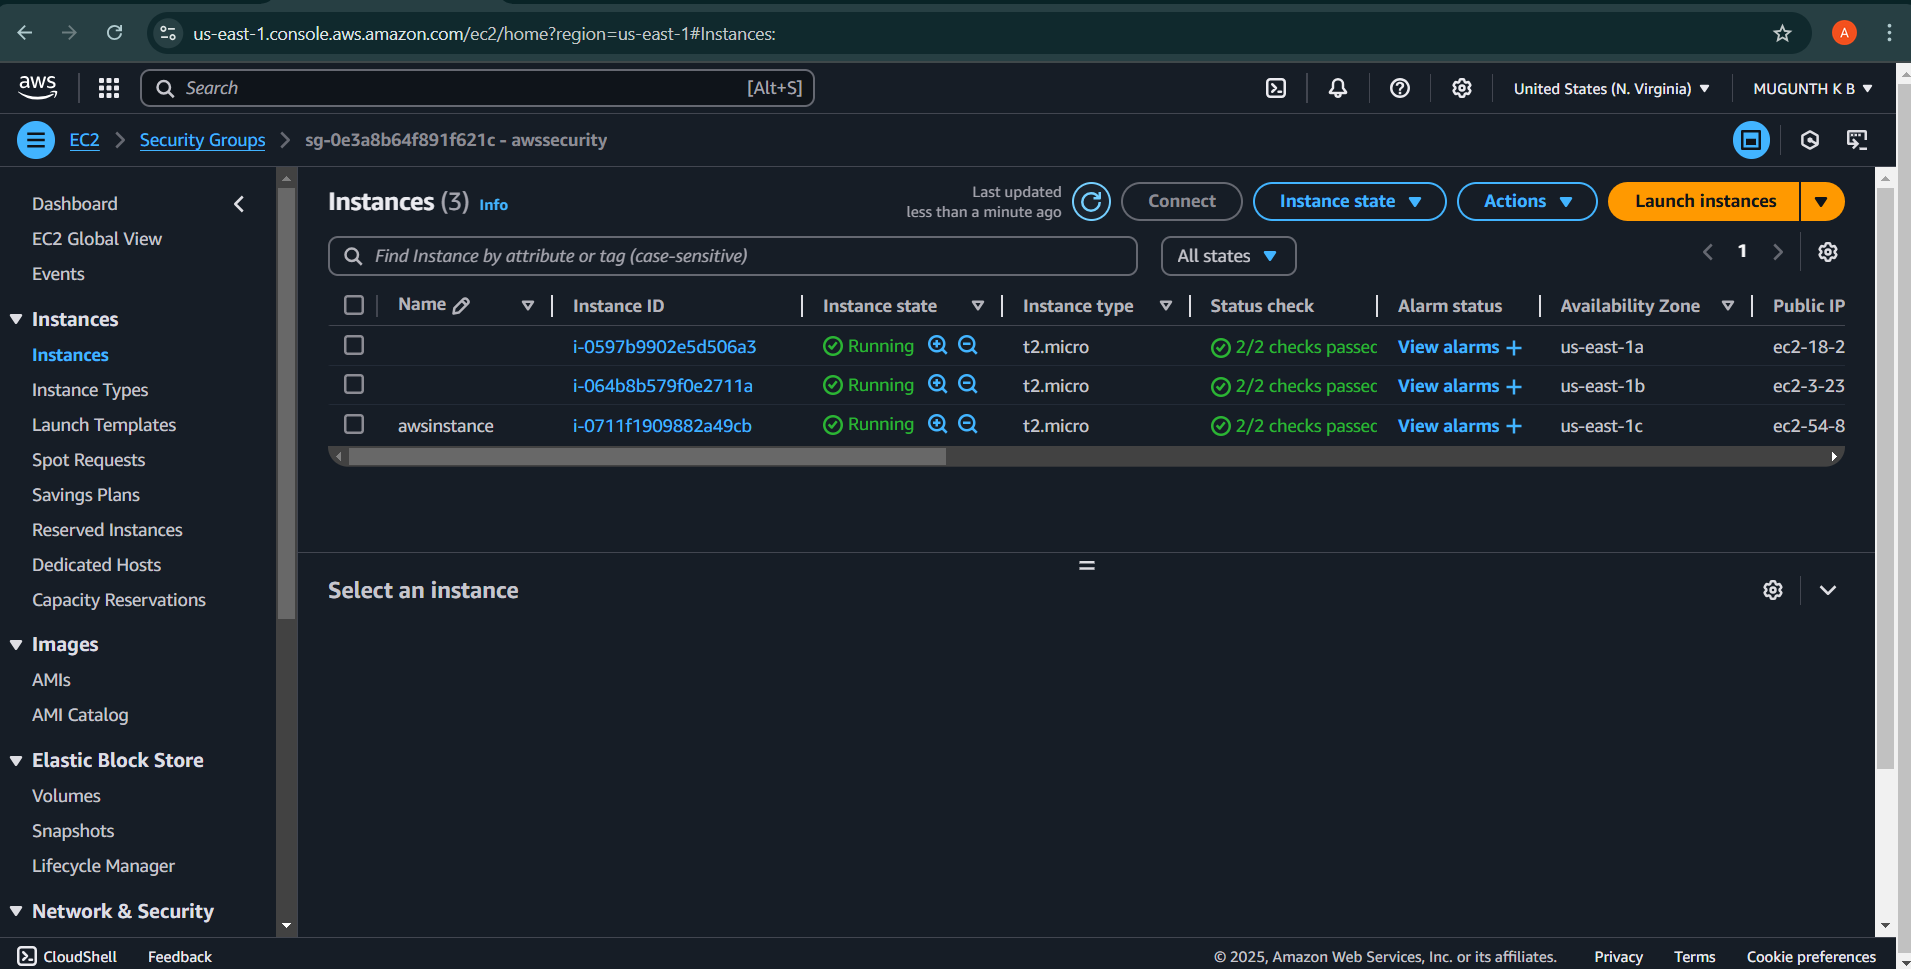 us-east-1.console.aws.amazon.com/ec2/home?region=us-east-1#Instances:
A
aws
Search
[Alt+S]
United States (N. Virginia)
MUGUNTH K B
EC2 > Security Groups > sg-0e3a8b64f891f621c - awssecurity
Dashboard
EC2 Global View
Events
Instances
Instances
Instance Types
Launch Templates
Spot Requests
Savings Plans
Reserved Instances
Dedicated Hosts
Capacity Reservations
Images
AMIs
AMI Catalog
Elastic Block Store
Volumes
Snapshots
Lifecycle Manager
Network & Security
Instances (3) Info
Last updated
less than a minute ago
Connect
Instance state
Actions
Launch instances
Find Instance by attribute or tag (case-sensitive)
All states
1
Name Instance ID Instance state Instance type Status check Alarm status Availability Zone Public IP
i-0597b9902e5d506a3 Running t2.micro 2/2 checks passec View alarms + us-east-1a ec2-18-2
i-064b8b579f0e2711a Running t2.micro 2/2 checks passec View alarms + us-east-1b ec2-3-23
awsinstance i-0711f1909882a49cb Running t2.micro 2/2 checks passec View alarms + us-east-1c ec2-54-8
Select an instance
CloudShell Feedback © 2025, Amazon Web Services, Inc. or its affiliates. Privacy Terms Cookie preferences